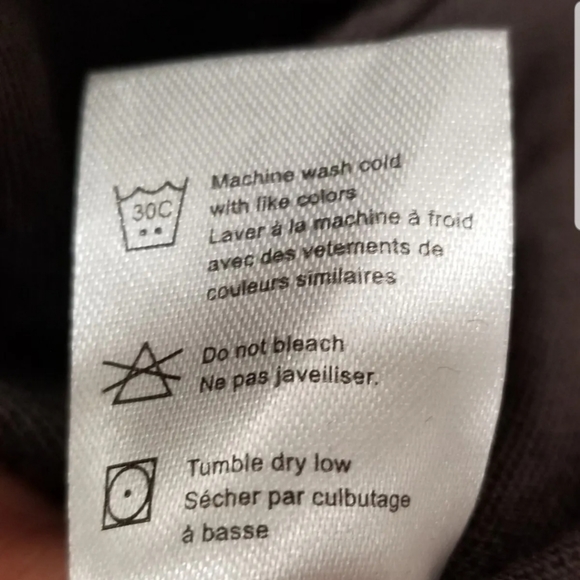 30C
Machine wash cold
with like colors
Laver à la machine à froid
avec des vetements de
couleurs similaires
Do not bleach
Ne pas javeiliser.
Tumble dry low
Sécher par culbutage
à basse